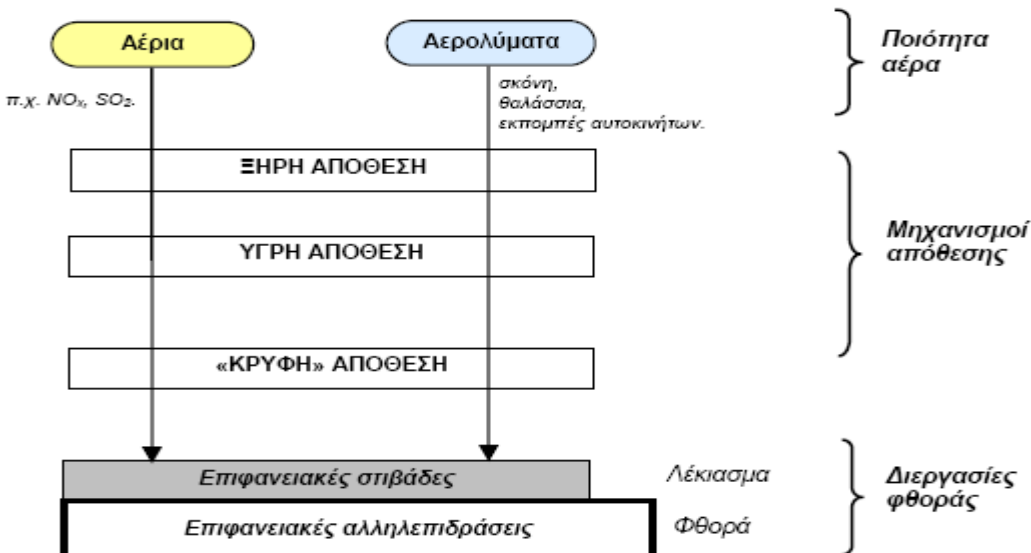 Αέρια
Αερολύματα
Ποιότητα
αέρα
π.χ. NOx, SO2.
σκόνη,
θαλάσσια,
εκπομπές αυτοκινήτων.
ΞΗΡΗ ΑΠΟΘΕΣΗ
ΥΓΡΗ ΑΠΟΘΕΣΗ
Μηχανισμοί
απόθεσης
«ΚΡΥΦΗ» ΑΠΟΘΕΣΗ
Επιφανειακές στιβάδες
Λέκιασμα
Διεργασίες
φθοράς
Επιφανειακές αλληλεπιδράσεις
Φθορά